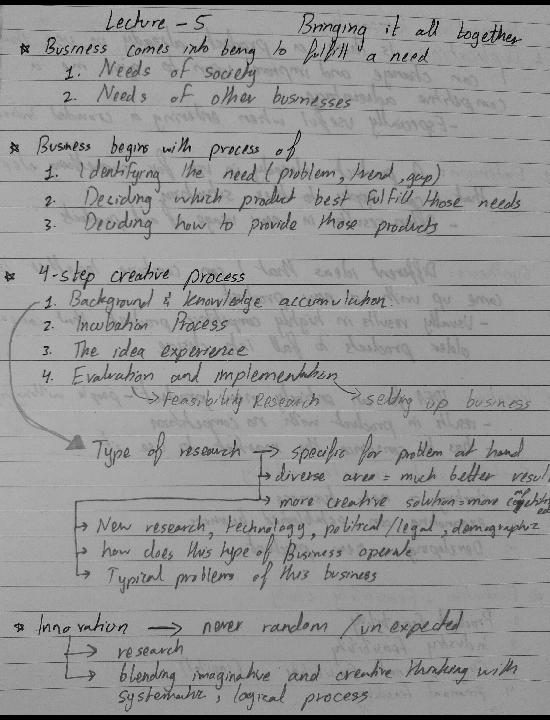 Lecture - 5 Bringing it all together
* Business comes into being to fulfill a need
1. Needs of society
2. Needs of other businesses
* Business begins with process of
1. Identifying the need (problem, trend, gap)
2. Deciding which product best fulfill those needs
3. Deciding how to provide those products
* 4-step creative process
1. Background & knowledge accumulation
2. Incubation Process
3. The idea experience
4. Evaluation and implementation
→ Feasibility Research → setting up business
Type of research → specific for problem at hand
→ diverse area = much better result
→ more creative solution = more
→ New research, technology, political/legal, demographic
→ how does this type of Business operate
→ Typical problems of this business
* Innovation → never random / unexpected
→ research
→ blending imaginative and creative thinking with
systematic, logical process